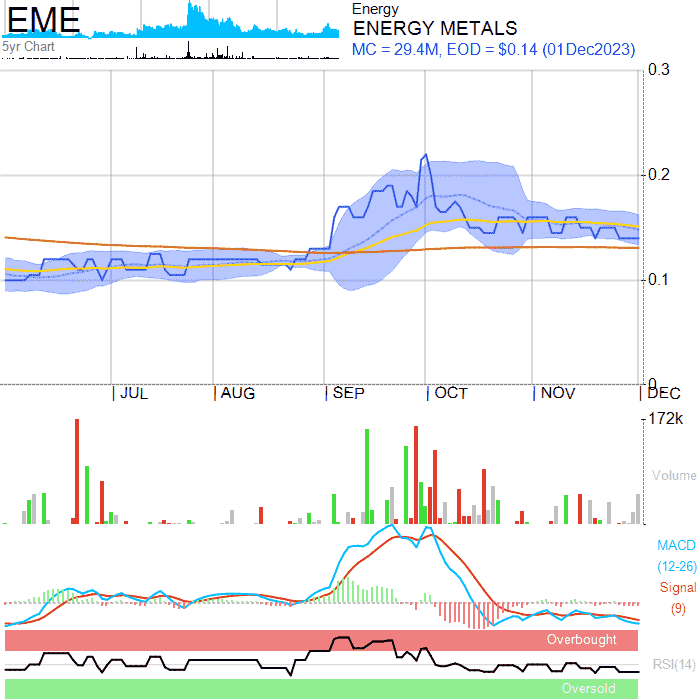 EME
5yr Chart
Energy
ENERGY METALS
MC = 29.4M, EOD = $0.14 (01Dec2023)
0.3
0.2
0.1
0
JUL AUG SEP OCT NOV DEC
172k
Volume
MACD
(12-26)
Signal
(9)
Overbought
RSI(14)
Oversold